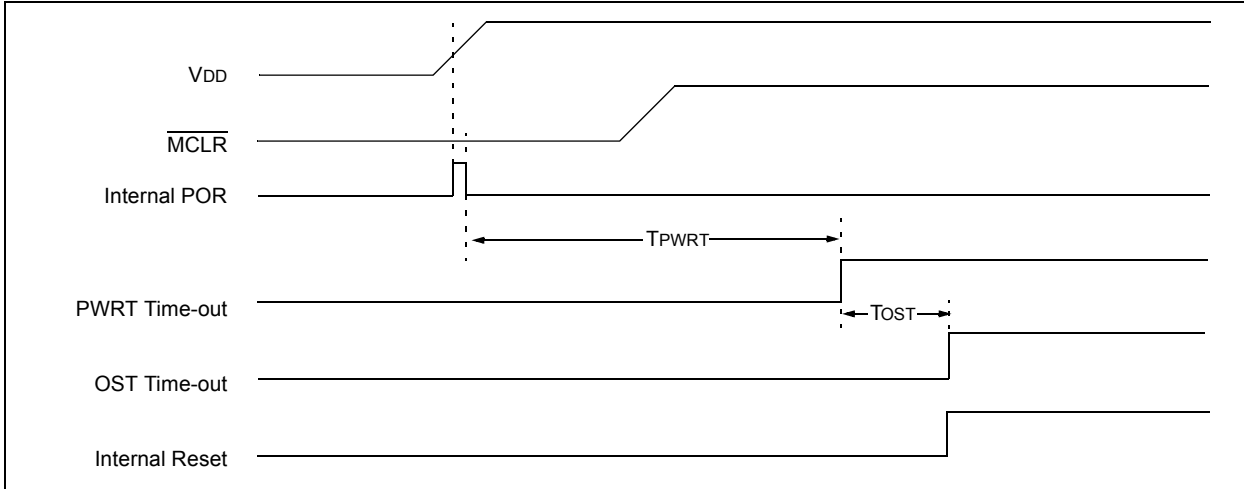 VDD
MCLR
Internal POR
TPWRT
PWRT Time-out
TOST
OST Time-out
Internal Reset